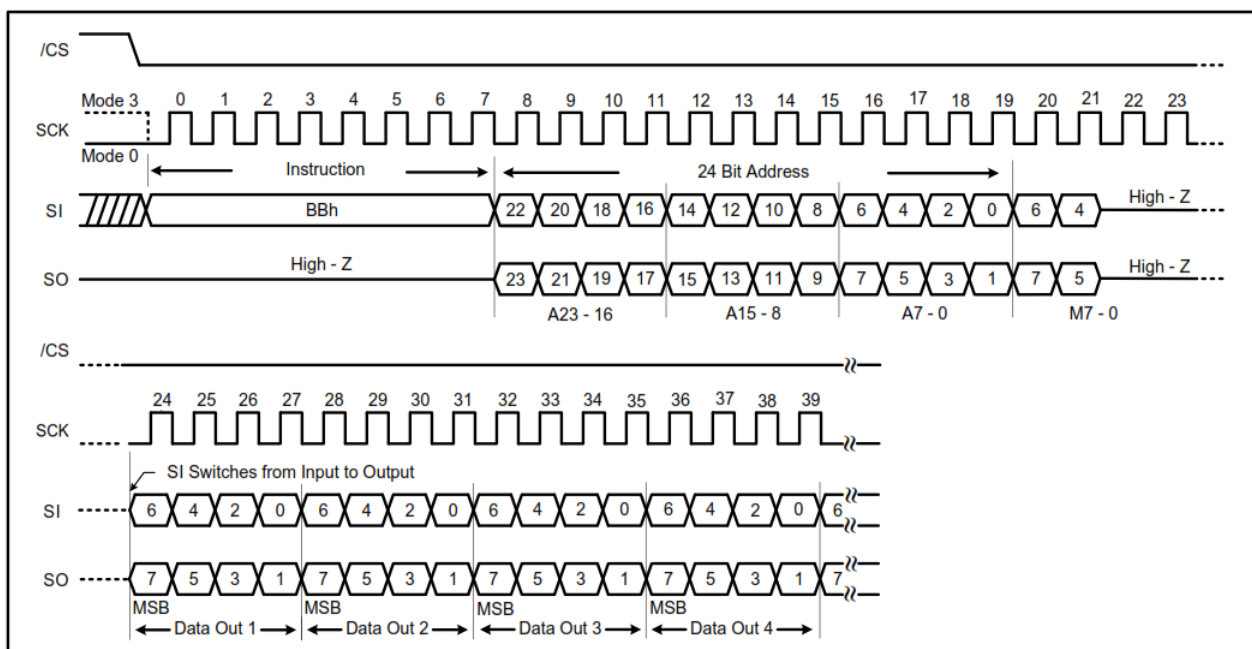 /CS
Mode 3 0 1 2 3 4 5 6 7 8 9 10 11 12 13 14 15 16 17 18 19 20 21 22 23
SCK
Mode 0
Instruction 24 Bit Address
SI BBh 22 20 18 16 14 12 10 8 6 4 2 0 6 4 High - Z
SO High - Z 23 21 19 17 15 13 11 9 7 5 3 1 7 5 High - Z
A23 - 16 A15 - 8 A7 - 0 M7 - 0
/CS
24 25 26 27 28 29 30 31 32 33 34 35 36 37 38 39
SCK
SI Switches from Input to Output
SI 6 4 2 0 6 4 2 0 6 4 2 0 6 4 2 0 6
SO 7 5 3 1 7 5 3 1 7 5 3 1 7 5 3 1 7
MSB MSB MSB MSB
Data Out 1 Data Out 2 Data Out 3 Data Out 4